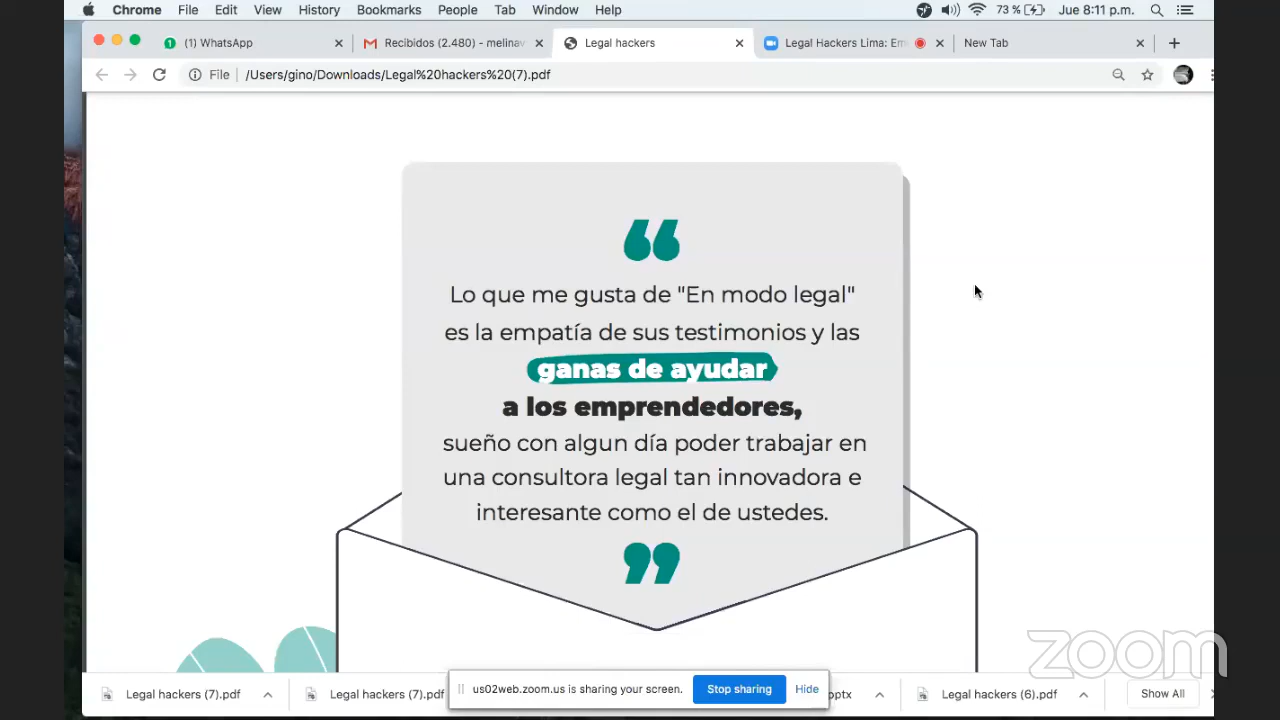 Chrome File Edit View History Bookmarks People Tab Window Help 73 % Jue 8:11 p.m.
(1) WhatsApp Recibidos (2.480) - melinav Legal hackers Legal Hackers Lima: Em New Tab
File /Users/gino/Downloads/Legal%20hackers%20(7).pdf
“
Lo que me gusta de "En modo legal"
es la empatía de sus testimonios y las
ganas de ayudar
a los emprendedores,
sueño con algun día poder trabajar en
una consultora legal tan innovadora e
interesante como el de ustedes.
”
zoom
Legal hackers (7).pdf Legal hackers (7).pdf us02web.zoom.us is sharing your screen. Stop sharing Hide pptx Legal hackers (6).pdf Show All